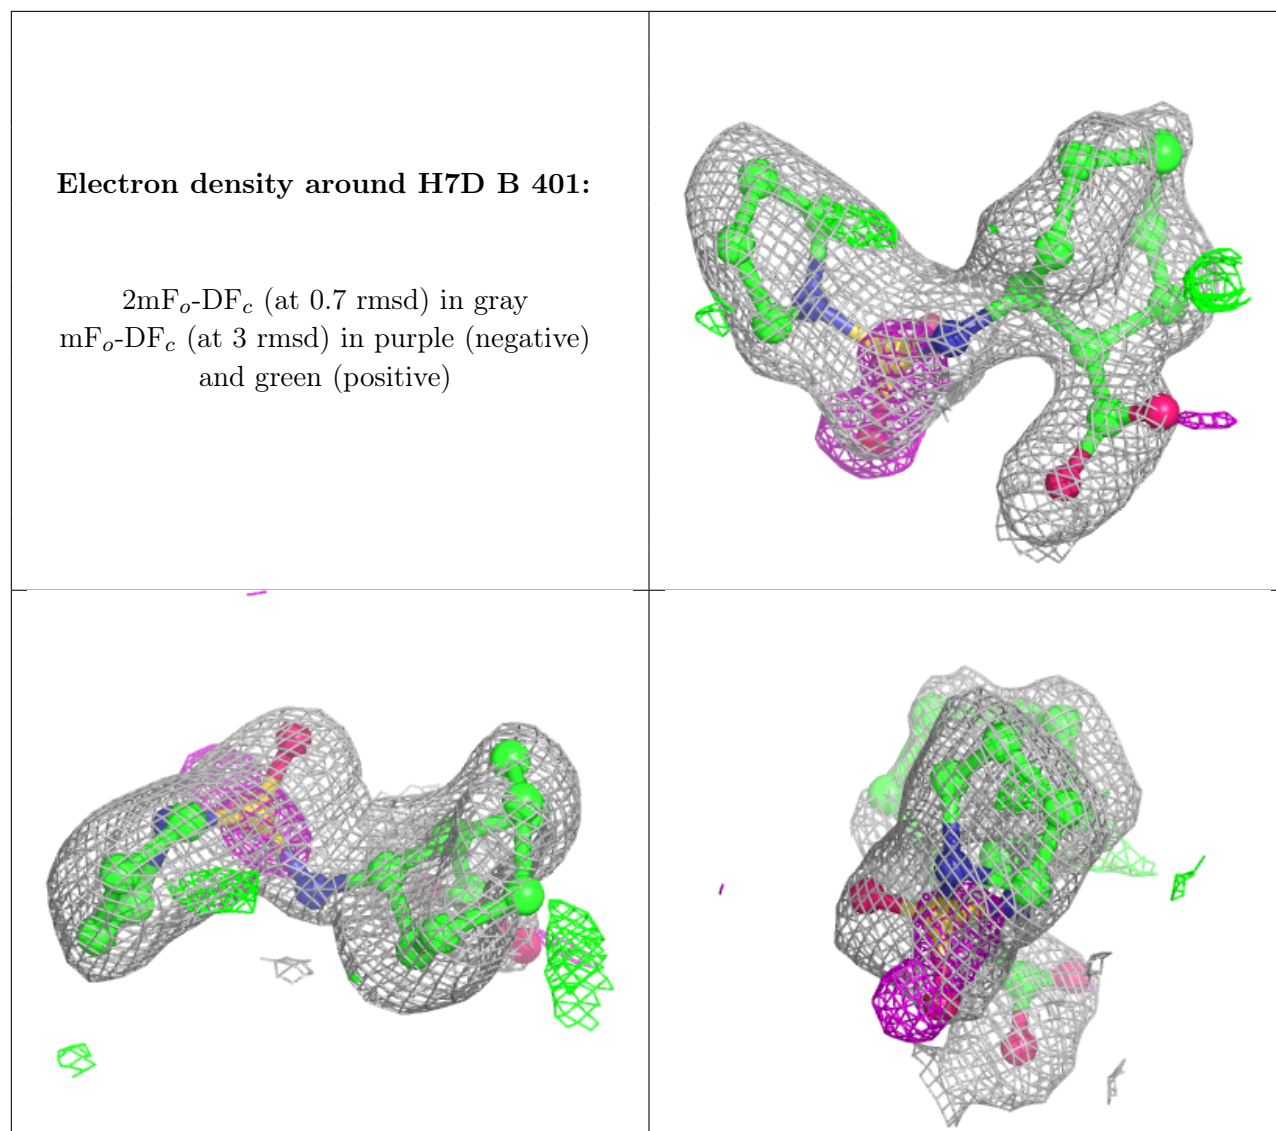 Electron density around H7D B 401:
2mFo-DFc (at 0.7 rmsd) in gray
mFo-DFc (at 3 rmsd) in purple (negative)
and green (positive)